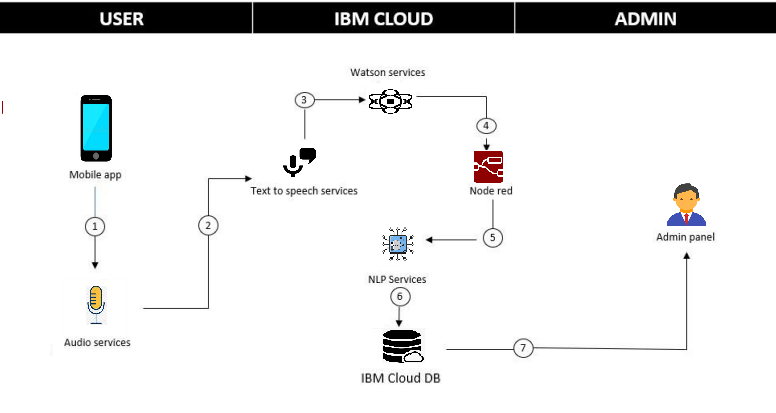 USER
IBM CLOUD
ADMIN
Watson services
3
4
Mobile app
Text to speech services
Node red
1
2
5
Admin panel
NLP Services
6
Audio services
7
IBM Cloud DB